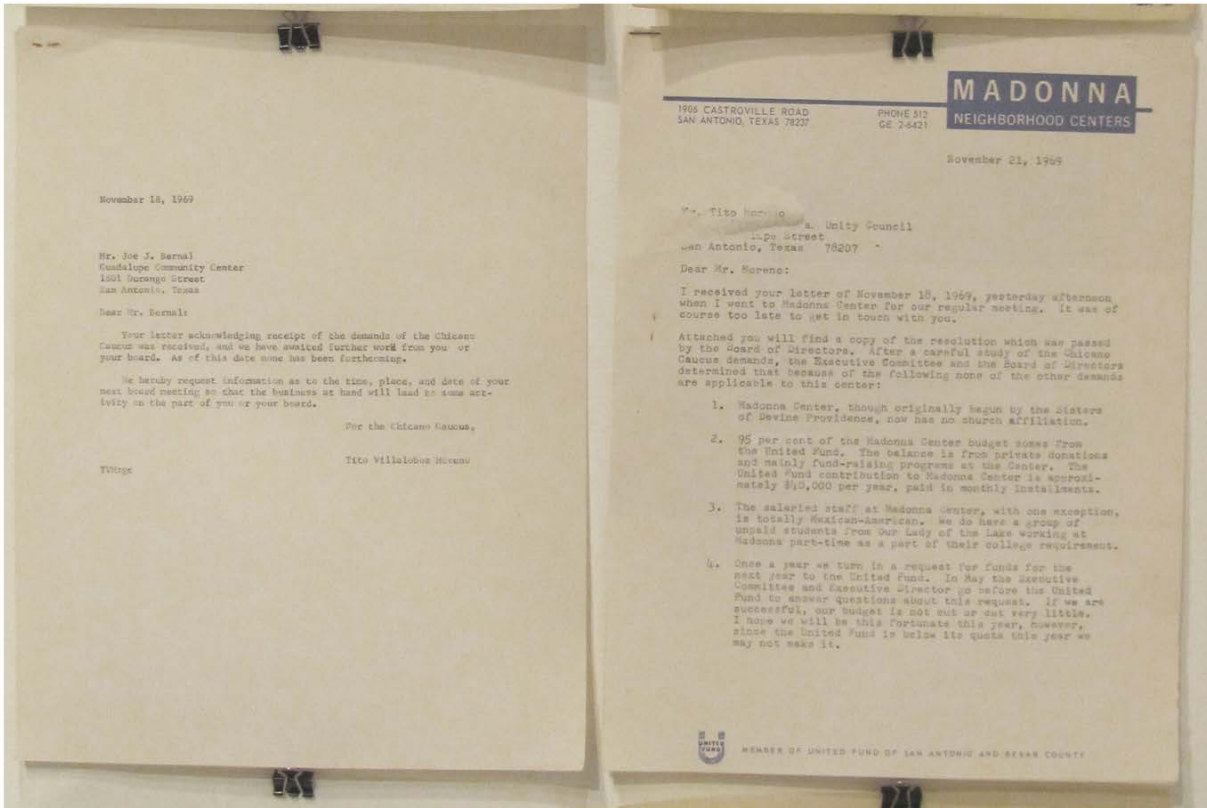 November 18, 1969
Mr. Joe J. Bernal
Guadalupe Community Center
1801 Durango Street
San Antonio, Texas
Dear Mr. Bernal:
Your letter acknowledging receipt of the demands of the Chicano
Caucus was received, and we have awaited further word from you or
your board. As of this date none has been forthcoming.
We hereby request information as to the time, place, and date of your
next board meeting so that the business at hand will lead to some act-
ivity on the part of you or your board.
For the Chicano Caucus,
Tito Villalobos Moreno
TVM:gc
MADONNA
NEIGHBORHOOD CENTERS
1906 CASTROVILLE ROAD
SAN ANTONIO, TEXAS 78237
PHONE 512
GE 2-6421
November 21, 1969
Mr. Tito Moreno
Unity Council
Street
San Antonio, Texas 78207
Dear Mr. Moreno:
I received your letter of November 18, 1969, yesterday afternoon
when I went to Madonna Center for our regular meeting. It was of
course too late to get in touch with you.
Attached you will find a copy of the resolution which was passed
by the Board of Directors. After a careful study of the Chicano
Caucus demands, the Executive Committee and the Board of Directors
determined that because of the following none of the other demands
are applicable to this center:
1. Madonna Center, though originally begun by the Sisters
of Devine Providence, now has no church affiliation.
2. 95 per cent of the Madonna Center budget comes from
the United Fund. The balance is from private donations
and mainly fund-raising programs at the Center. The
United Fund contribution to Madonna Center is approxi-
mately $40,000 per year, paid in monthly installments.
3. The salaried staff at Madonna Center, with one exception,
is totally Mexican-American. We do have a group of
unpaid students from Our Lady of the Lake working at
Madonna part-time as a part of their college requirement.
4. Once a year we turn in a request for funds for the
next year to the United Fund. In May the Executive
Committee and Executive Director go before the United
Fund to answer questions about this request. If we are
successful, our budget is not cut or cut very little.
I hope we will be this fortunate this year, however,
since the United Fund is below its quota this year we
may not make it.
UNITED
FUND
MEMBER OF UNITED FUND OF SAN ANTONIO AND BEXAR COUNTY